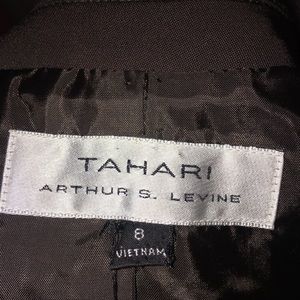 TAHARI
ARTHUR S. LEVINE
8
VIETNAM